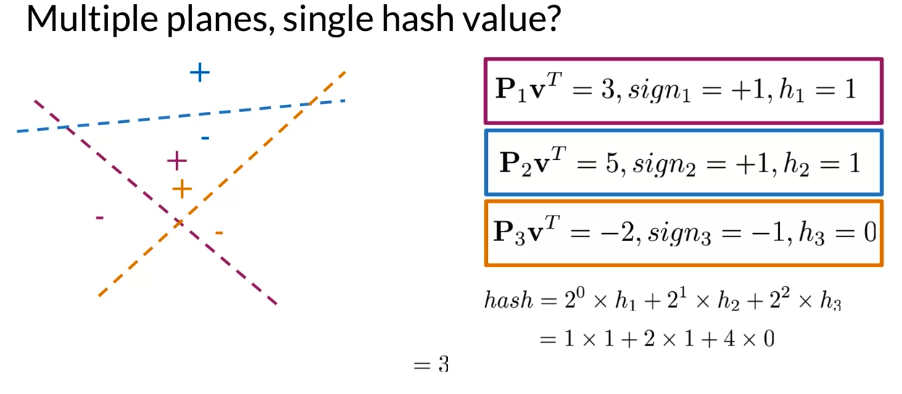 Multiple planes, single hash value?
+
-
+
+
-
-
P₁vᵀ = 3, sign₁ = +1, h₁ = 1
P₂vᵀ = 5, sign₂ = +1, h₂ = 1
P₃vᵀ = −2, sign₃ = −1, h₃ = 0
hash = 2⁰ × h₁ + 2¹ × h₂ + 2² × h₃
= 1 × 1 + 2 × 1 + 4 × 0
= 3